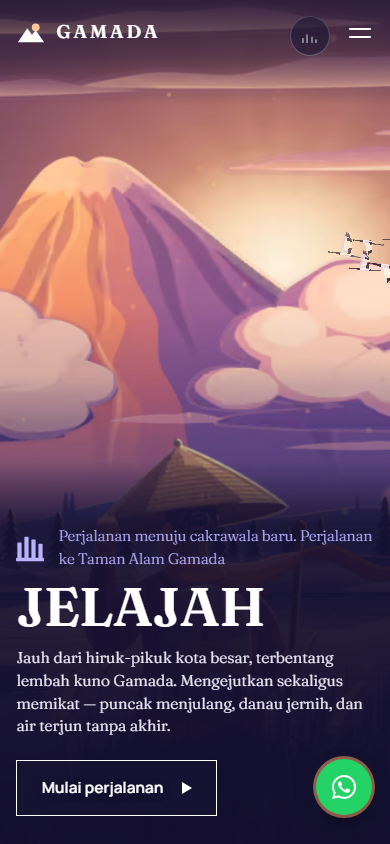 GAMADA
Perjalanan menuju cakrawala baru. Perjalanan
ke Taman Alam Gamada
JELAJAH
Jauh dari hiruk-pikuk kota besar, terbentang
lembah kuno Gamada. Mengejutkan sekaligus
memikat — puncak menjulang, danau jernih, dan
air terjun tanpa akhir.
Mulai perjalanan